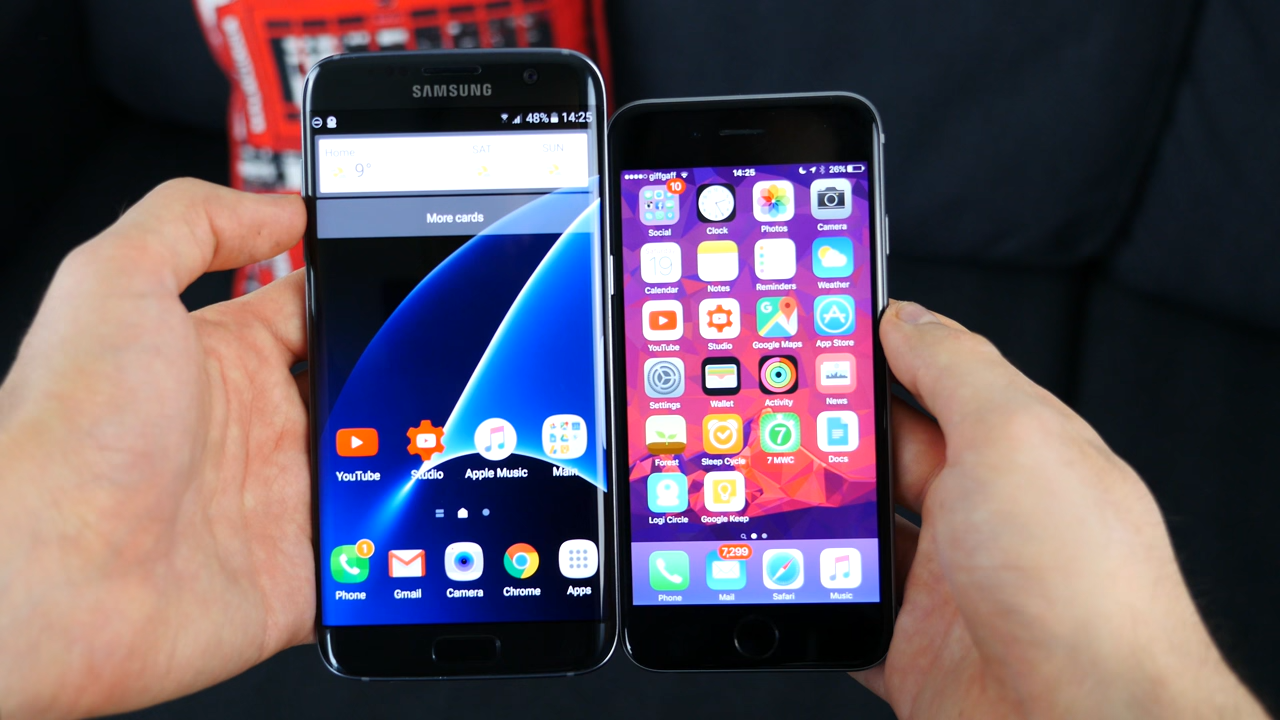 SAMSUNG
48% 14:25
Home SAT SUN
9°
More cards
YouTube Studio Apple Music Main
1
Phone Gmail Camera Chrome Apps
giffgaff 14:25 26%
10
Social Clock Photos Camera
19
Calendar Notes Reminders Weather
YouTube Studio Google Maps App Store
Settings Wallet Activity News
7
Forest Sleep Cycle 7 MWC Docs
Logi Circle Google Keep
7,299
Phone Mail Safari Music